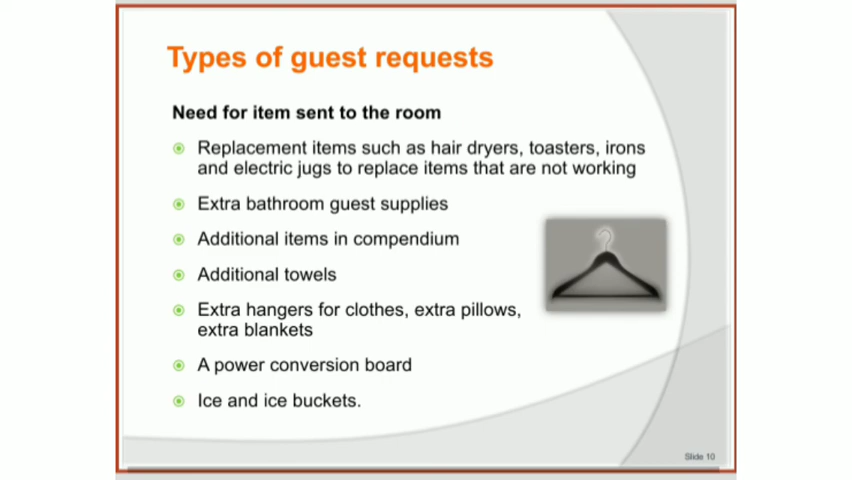 Types of guest requests
Need for item sent to the room
Replacement items such as hair dryers, toasters, irons
and electric jugs to replace items that are not working
Extra bathroom guest supplies
Additional items in compendium
Additional towels
Extra hangers for clothes, extra pillows,
extra blankets
A power conversion board
Ice and ice buckets.
Slide 10